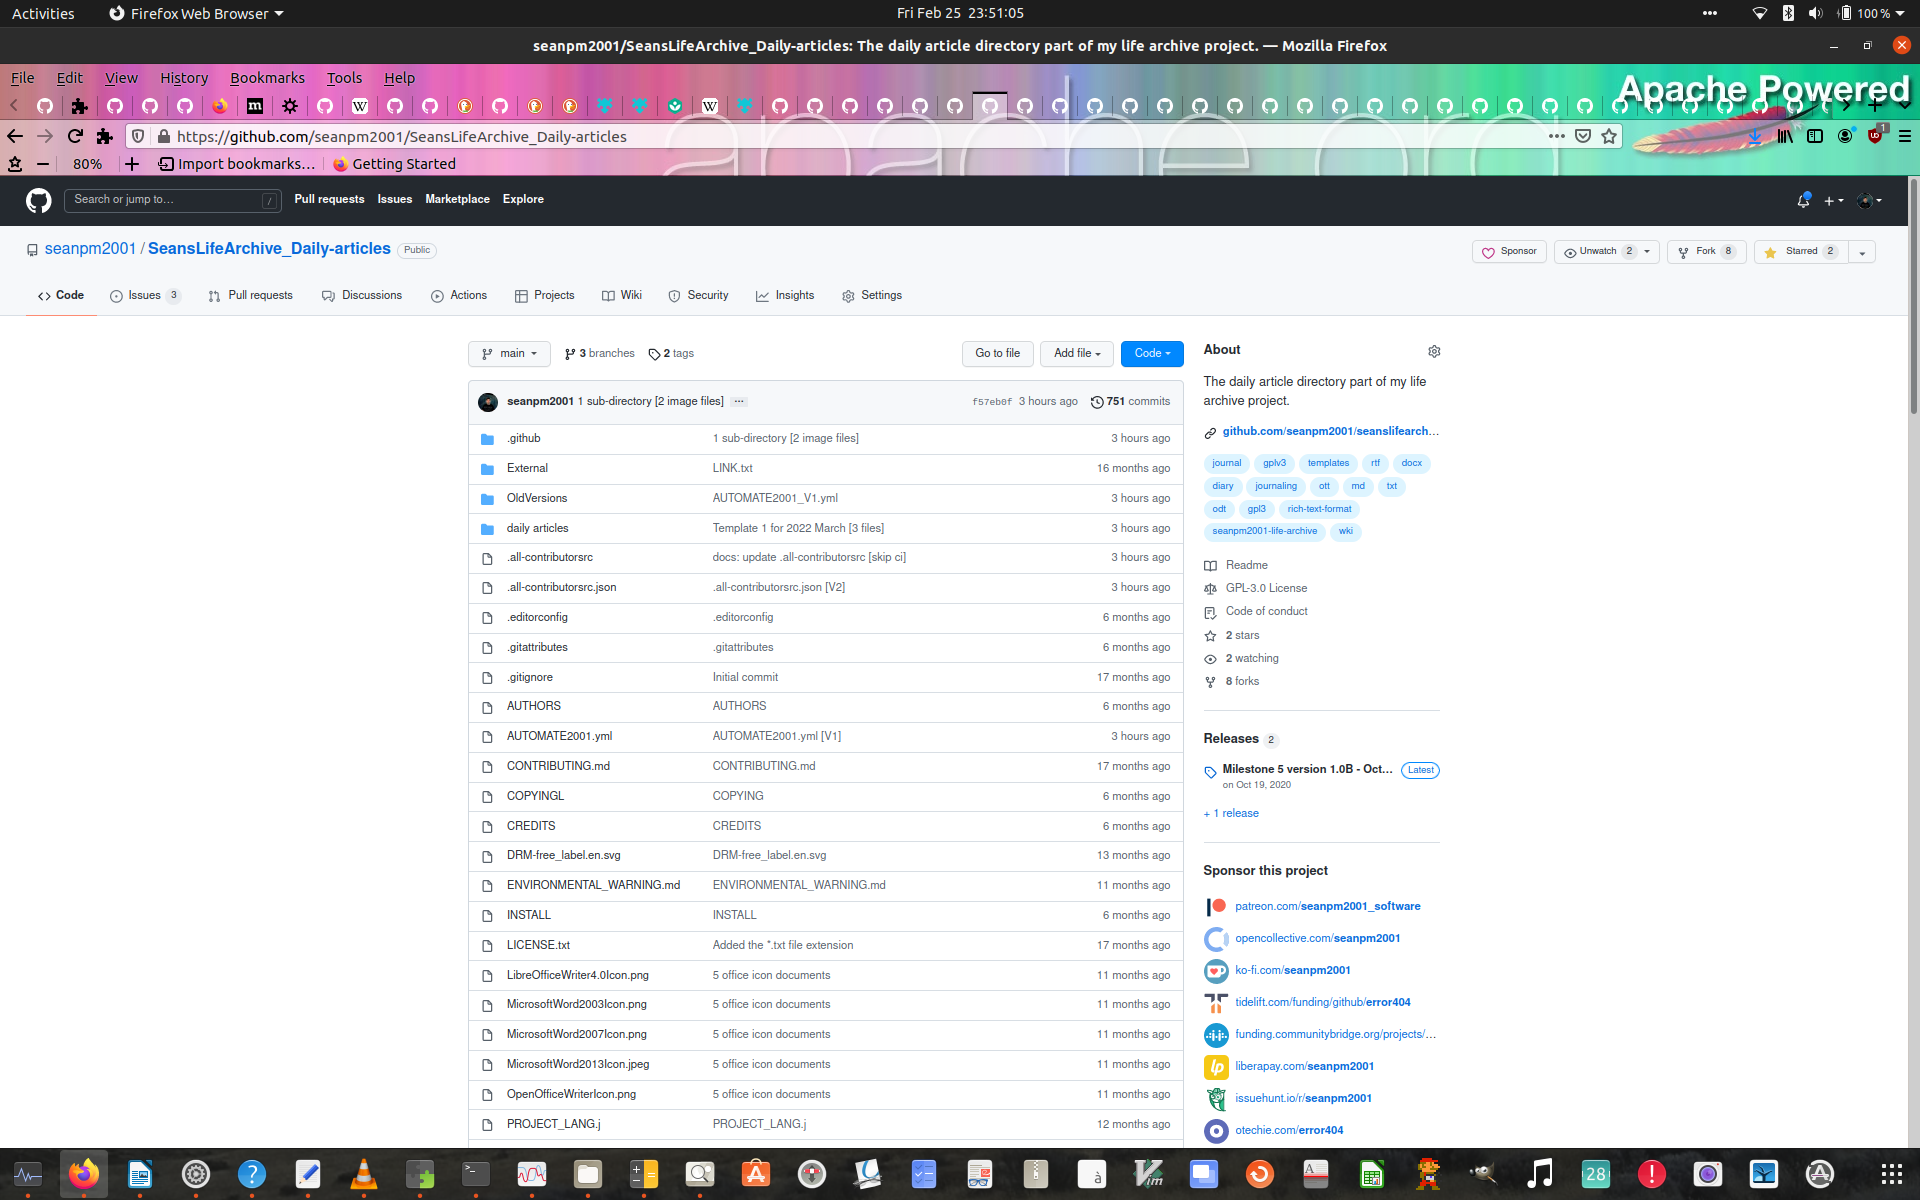 Activities Firefox Web Browser Fri Feb 25 23:51:05 100 %
seanpm2001/SeansLifeArchive_Daily-articles: The daily article directory part of my life archive project. — Mozilla Firefox
File Edit View History Bookmarks Tools Help
Apache Powered
https://github.com/seanpm2001/SeansLifeArchive_Daily-articles
80% Import bookmarks… Getting Started
Search or jump to… / Pull requests Issues Marketplace Explore
seanpm2001 / SeansLifeArchive_Daily-articles Public
Sponsor Unwatch 2 Fork 8 Starred 2
Code Issues 3 Pull requests Discussions Actions Projects Wiki Security Insights Settings
main 3 branches 2 tags Go to file Add file Code
seanpm2001 1 sub-directory [2 image files] … f57eb0f 3 hours ago 751 commits
.github 1 sub-directory [2 image files] 3 hours ago
External LINK.txt 16 months ago
OldVersions AUTOMATE2001_V1.yml 3 hours ago
daily articles Template 1 for 2022 March [3 files] 3 hours ago
.all-contributorsrc docs: update .all-contributorsrc [skip ci] 3 hours ago
.all-contributorsrc.json .all-contributorsrc.json [V2] 3 hours ago
.editorconfig .editorconfig 6 months ago
.gitattributes .gitattributes 6 months ago
.gitignore Initial commit 17 months ago
AUTHORS AUTHORS 6 months ago
AUTOMATE2001.yml AUTOMATE2001.yml [V1] 3 hours ago
CONTRIBUTING.md CONTRIBUTING.md 17 months ago
COPYINGL COPYING 6 months ago
CREDITS CREDITS 6 months ago
DRM-free_label.en.svg DRM-free_label.en.svg 13 months ago
ENVIRONMENTAL_WARNING.md ENVIRONMENTAL_WARNING.md 11 months ago
INSTALL INSTALL 6 months ago
LICENSE.txt Added the *.txt file extension 17 months ago
LibreOfficeWriter4.0Icon.png 5 office icon documents 11 months ago
MicrosoftWord2003Icon.png 5 office icon documents 11 months ago
MicrosoftWord2007Icon.png 5 office icon documents 11 months ago
MicrosoftWord2013Icon.jpeg 5 office icon documents 11 months ago
OpenOfficeWriterIcon.png 5 office icon documents 11 months ago
PROJECT_LANG.j PROJECT_LANG.j 12 months ago
About
The daily article directory part of my life
archive project.
github.com/seanpm2001/seanslifearch…
journal gplv3 templates rtf docx
diary journaling ott md txt
odt gpl3 rich-text-format
seanpm2001-life-archive wki
Readme
GPL-3.0 License
Code of conduct
2 stars
2 watching
8 forks
Releases 2
Milestone 5 version 1.0B - Oct… Latest
on Oct 19, 2020
+ 1 release
Sponsor this project
patreon.com/seanpm2001_software
opencollective.com/seanpm2001
ko-fi.com/seanpm2001
tidelift.com/funding/github/error404
funding.communitybridge.org/projects/…
liberapay.com/seanpm2001
issuehunt.io/r/seanpm2001
otechie.com/error404
28